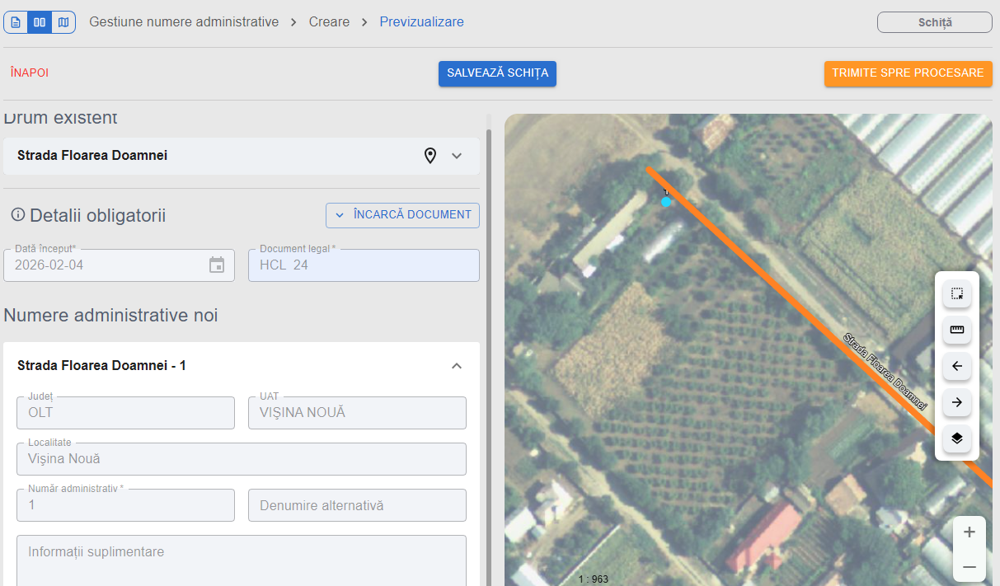 Gestiune numere administrative > Creare > Previzualizare
Schiță
ÎNAPOI
SALVEAZĂ SCHIȚA
TRIMITE SPRE PROCESARE
Drum existent
Strada Floarea Doamnei
Detalii obligatorii
ÎNCARCĂ DOCUMENT
Dată început*
2026-02-04
Document legal *
HCL 24
Numere administrative noi
Strada Floarea Doamnei - 1
Județ
OLT
UAT
VIȘINA NOUĂ
Localitate
Vișina Nouă
Număr administrativ *
1
Denumire alternativă
Informații suplimentare
1
Strada Floarea Doamnei
1 : 963